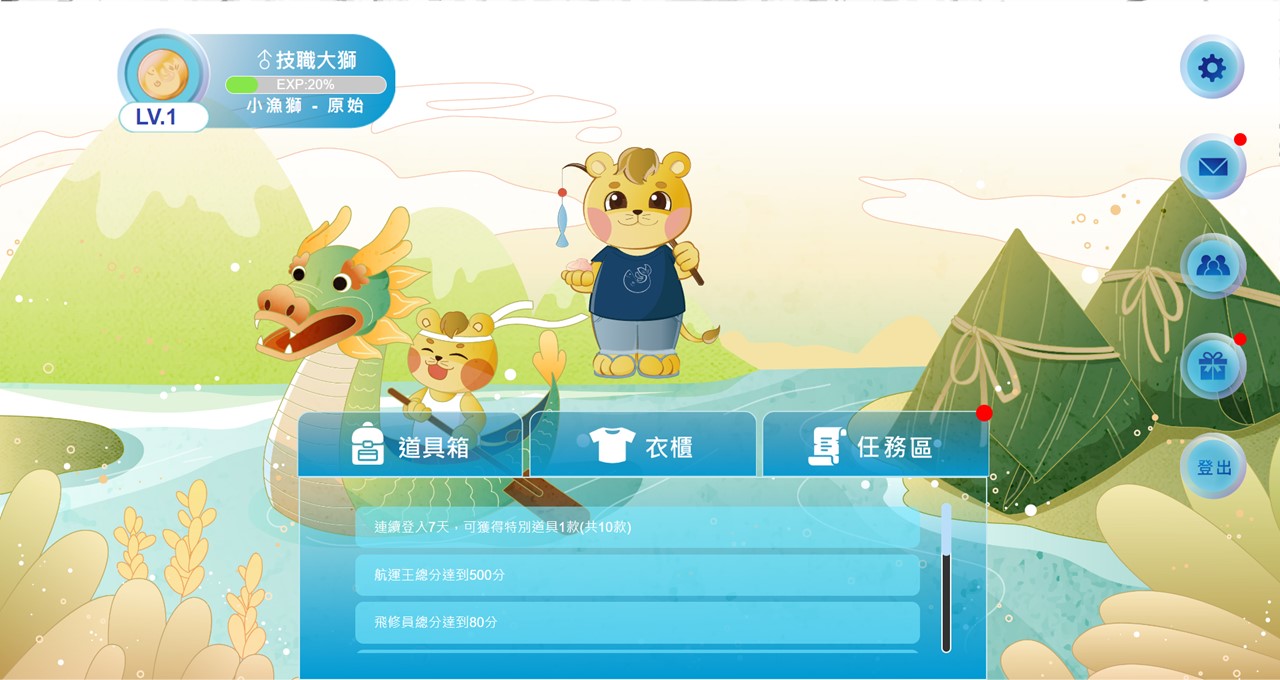 技職大獅
EXP:20%
小漁獅 - 原始
LV.1
道具箱
衣櫃
任務區
登出
連續登入7天，可獲得特別道具1款(共10款)
航運王總分達到500分
飛修員總分達到80分